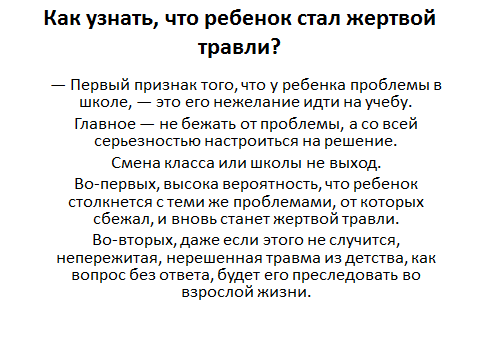 Как узнать, что ребенок стал жертвой
травли?
— Первый признак того, что у ребенка проблемы в
школе, — это его нежелание идти на учебу.
Главное — не бежать от проблемы, а со всей
серьезностью настроиться на решение.
Смена класса или школы не выход.
Во-первых, высока вероятность, что ребенок
столкнется с теми же проблемами, от которых
сбежал, и вновь станет жертвой травли.
Во-вторых, даже если этого не случится,
непережитая, нерешенная травма из детства, как
вопрос без ответа, будет его преследовать во
взрослой жизни.